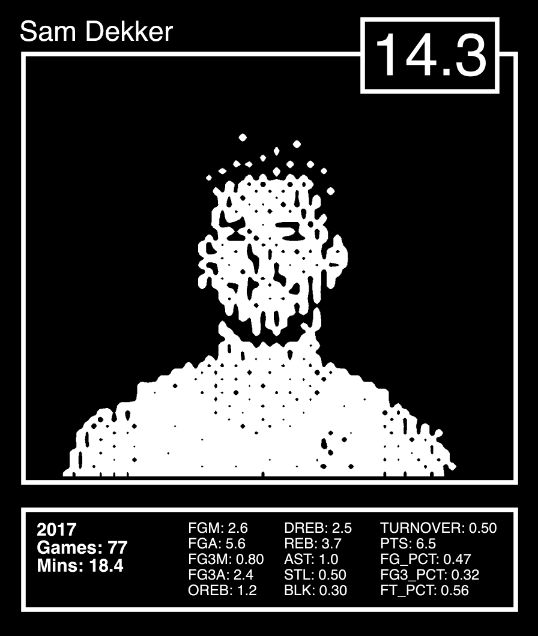 Sam Dekker
14.3
2017
Games: 77
Mins: 18.4
FGM: 2.6
FGA: 5.6
FG3M: 0.80
FG3A: 2.4
OREB: 1.2
DREB: 2.5
REB: 3.7
AST: 1.0
STL: 0.50
BLK: 0.30
TURNOVER: 0.50
PTS: 6.5
FG_PCT: 0.47
FG3_PCT: 0.32
FT_PCT: 0.56